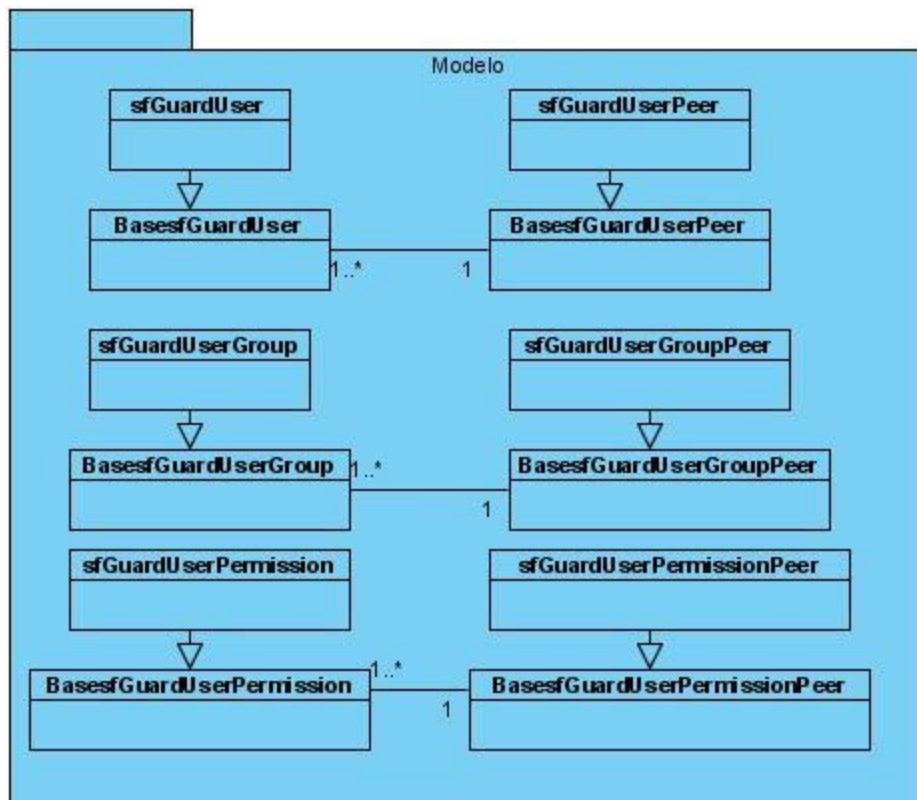 Modelo
sfGuardUser
sfGuardUserPeer
BasesfGuardUser
BasesfGuardUserPeer
1..*
1
sfGuardUserGroup
sfGuardUserGroupPeer
BasesfGuardUserGroup
1..*
BasesfGuardUserGroupPeer
1
sfGuardUserPermission
sfGuardUserPermissionPeer
BasesfGuardUserPermission
1..*
BasesfGuardUserPermissionPeer
1